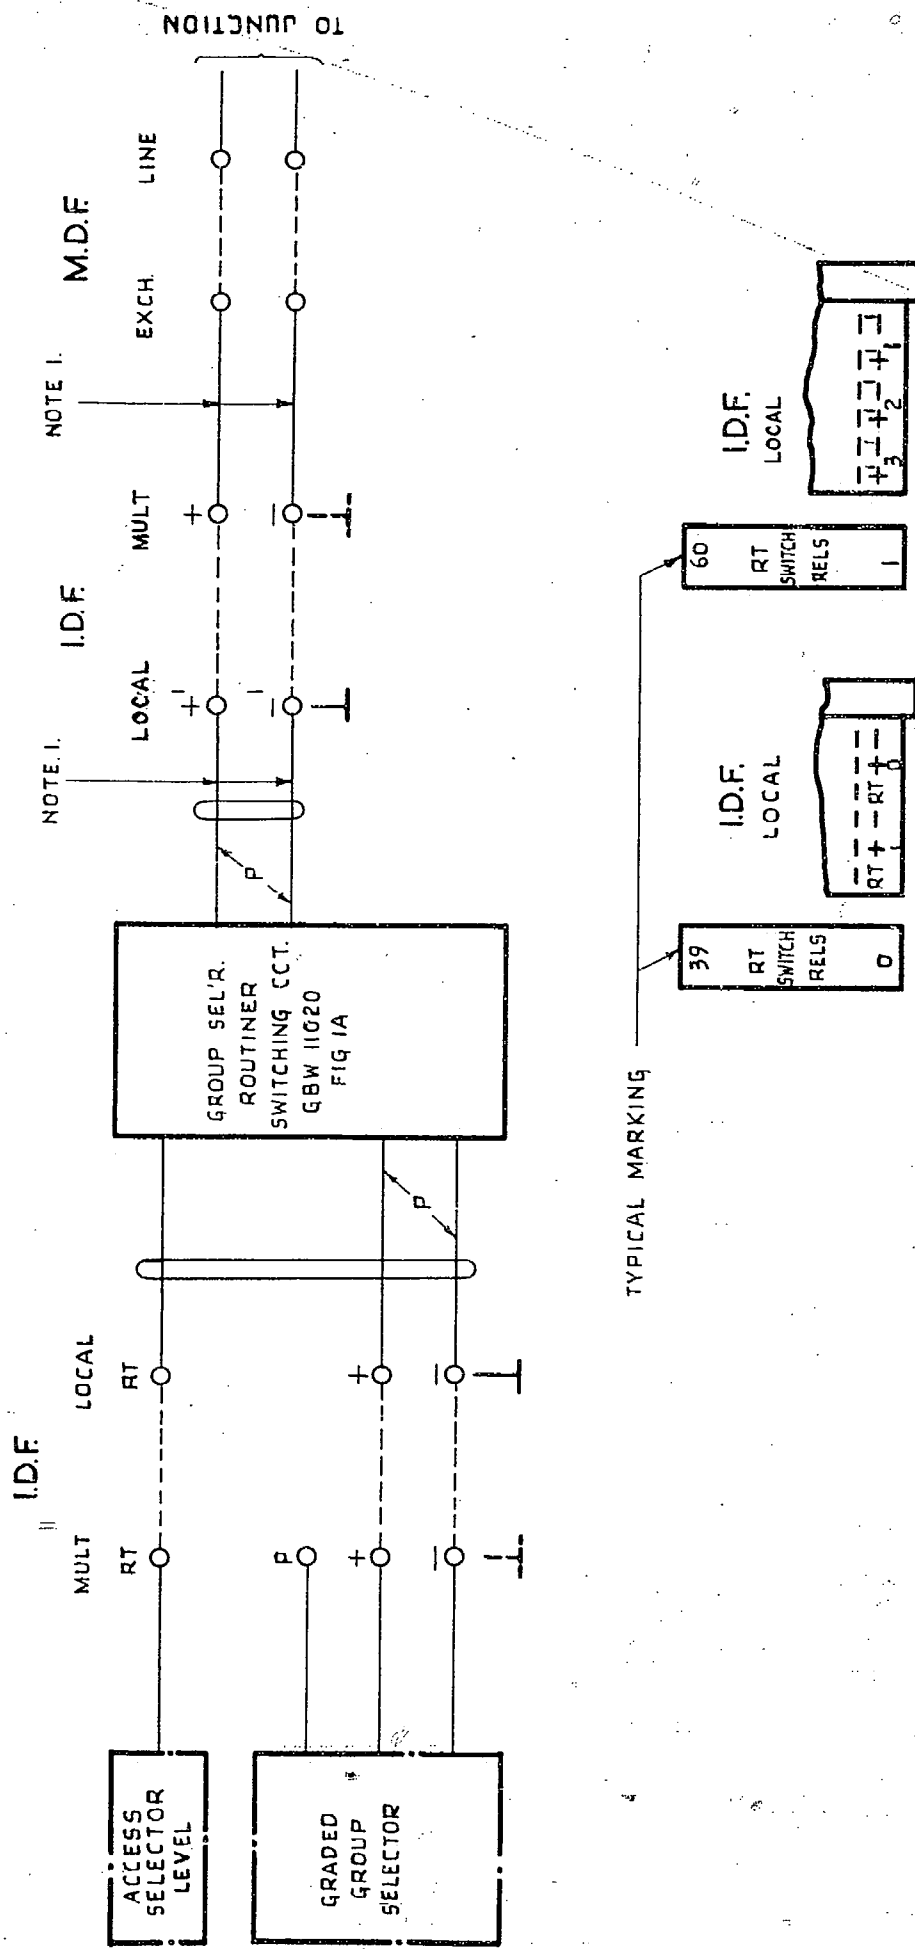 I.D.F.
MULT
LOCAL
RT
RT
P
+
+
−
−
ACCESS
SELECTOR
LEVEL
GRADED
GROUP
SELECTOR
P
GROUP SEL'R.
ROUTINER
SWITCHING CCT.
GBW 11020
FIG 1A
P
NOTE. 1.
I.D.F.
LOCAL
MULT
+ '
− '
+
−
NOTE 1.
M.D.F.
EXCH.
LINE
TO JUNCTION
TYPICAL MARKING
39
RT
SWITCH
RELS
0
I.D.F.
LOCAL
RT + − RT + −
1 0
60
RT
SWITCH
RELS
1
I.D.F.
LOCAL
3 2 1